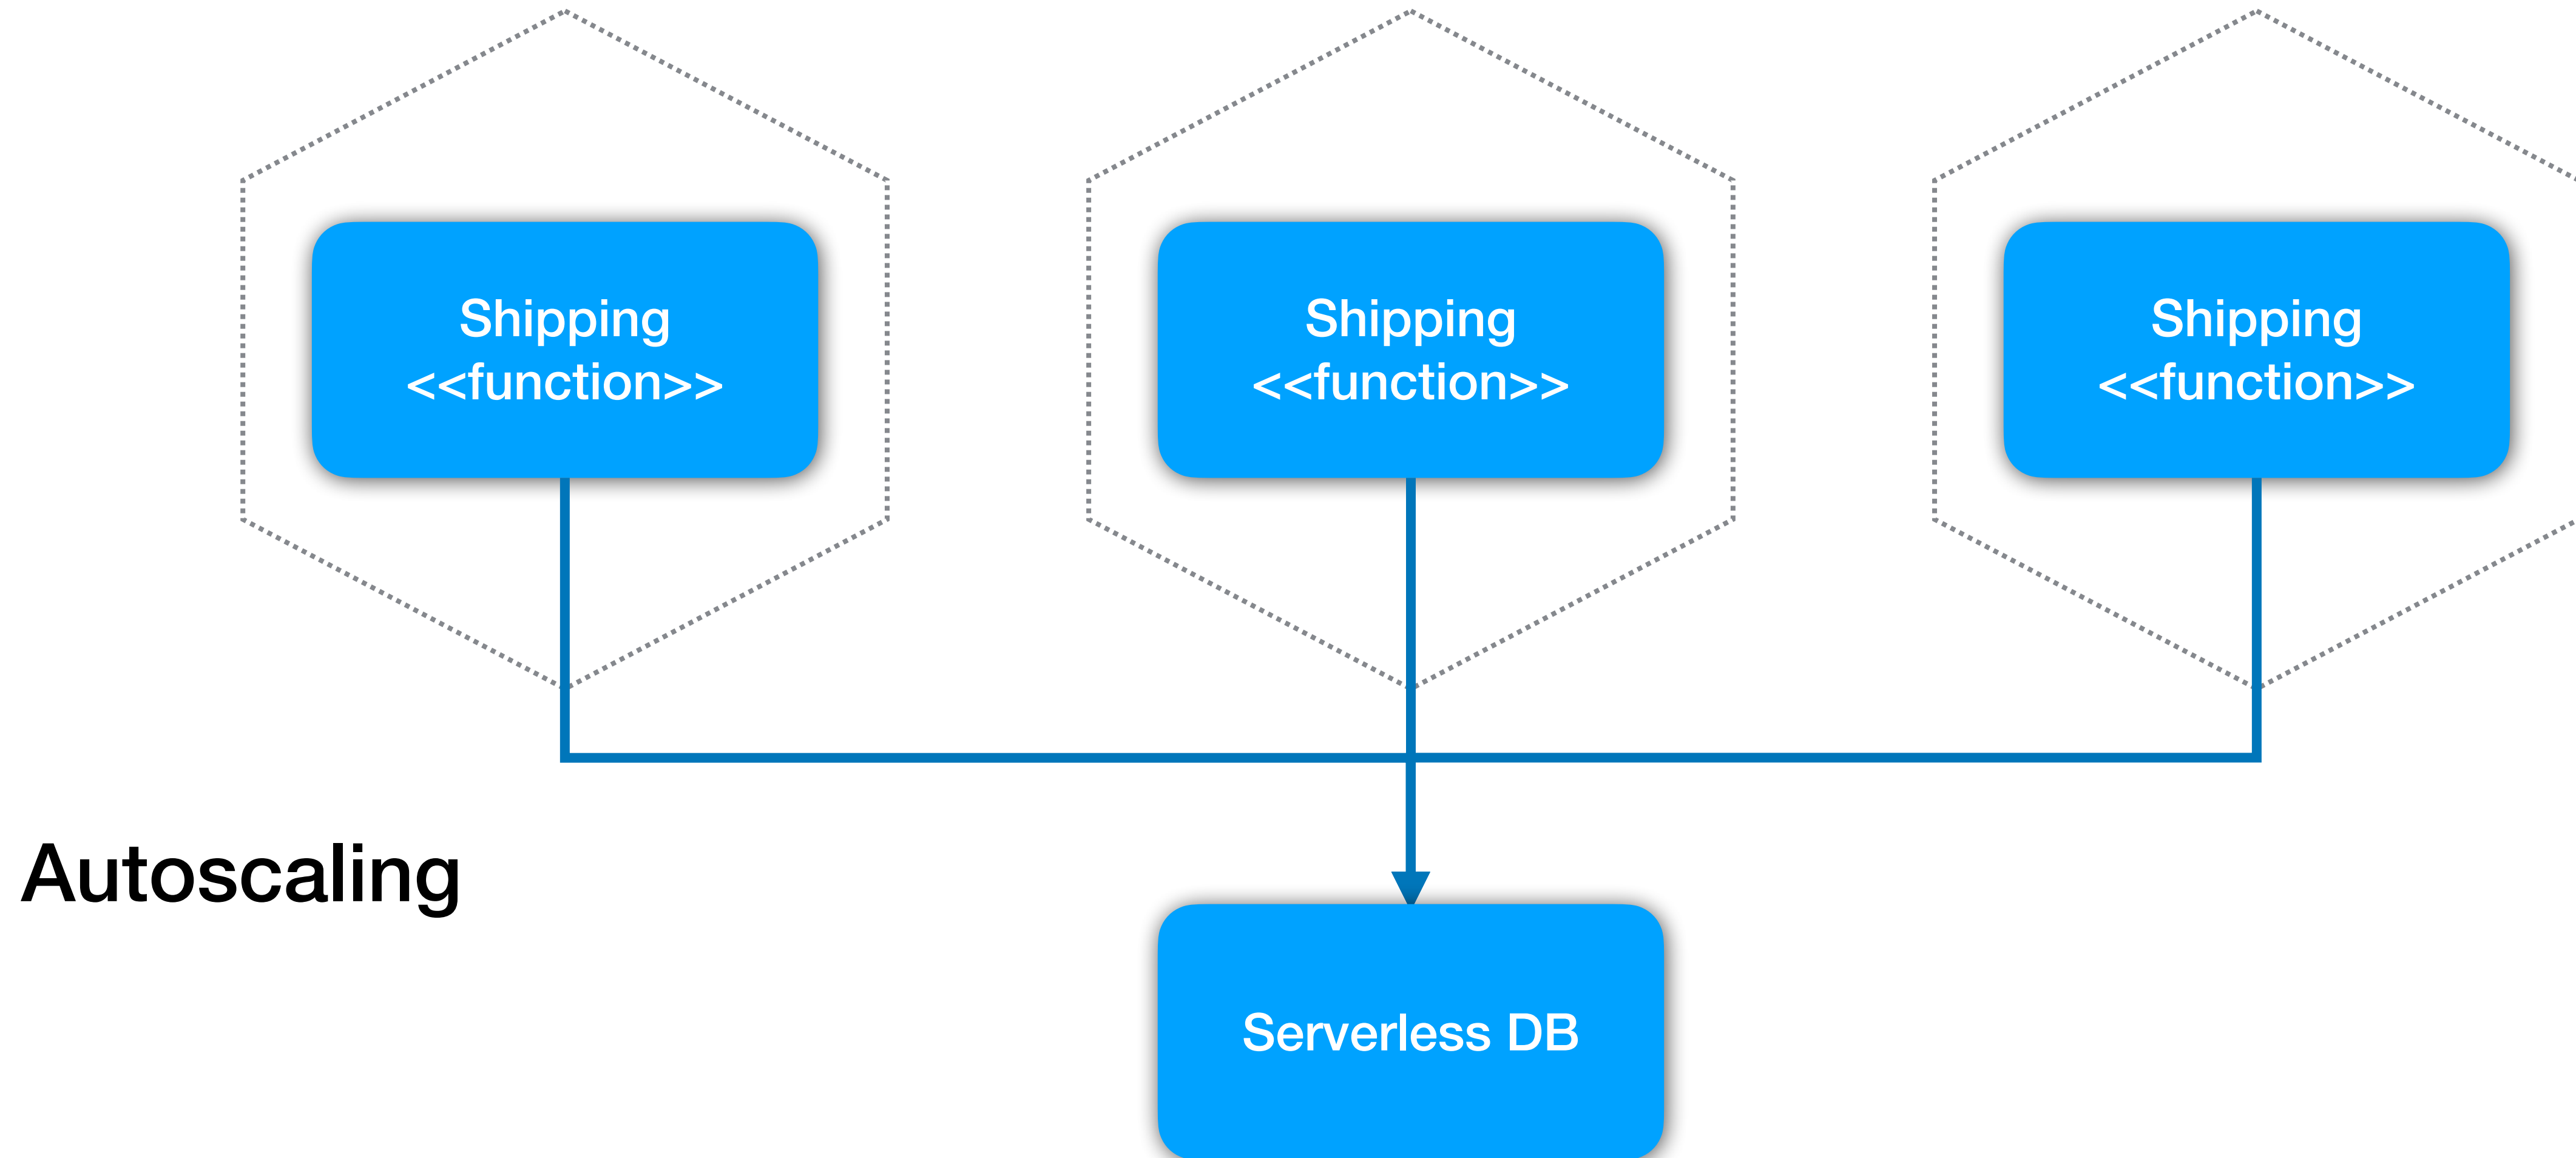 Shipping
<<function>>
Shipping
<<function>>
Shipping
<<function>>
Autoscaling
Serverless DB